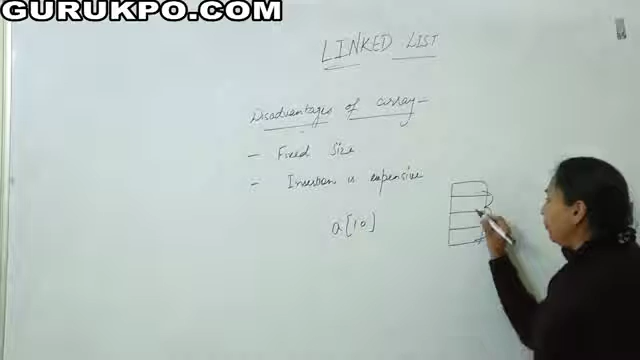 GURUKPO.COM
LINKED LIST
Disadvantages of array -
- Fixed Size
- Insertion is expensive
a[10]